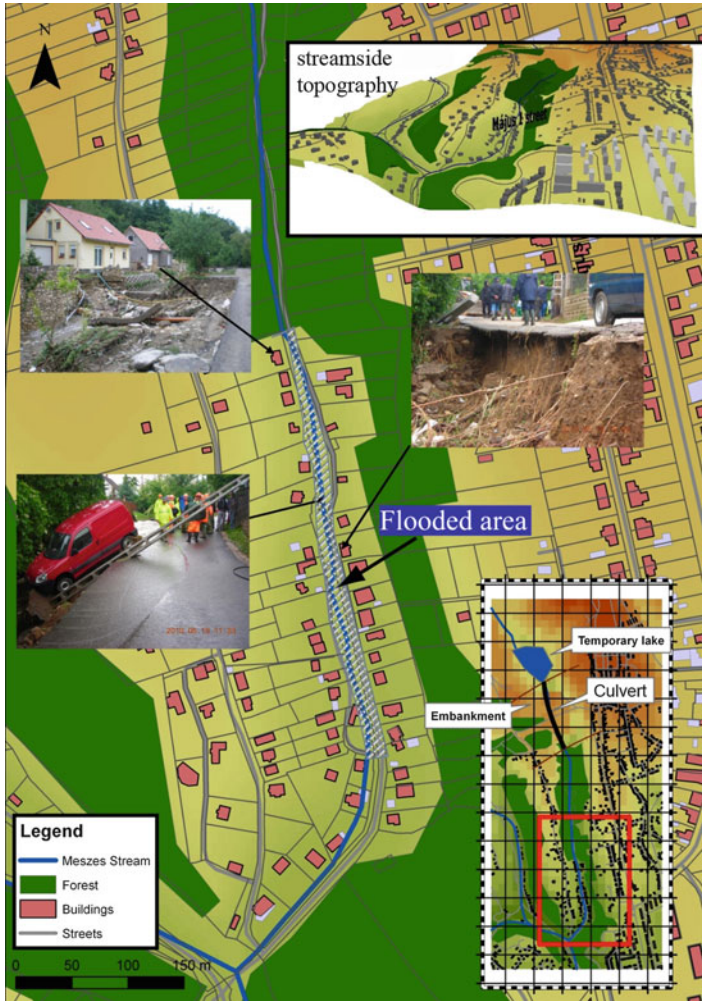 N
streamside
topography
Május 1 street
Flooded area
Temporary lake
Culvert
Embankment
Legend
Meszes Stream
Forest
Buildings
Streets
0 50 100 150 m